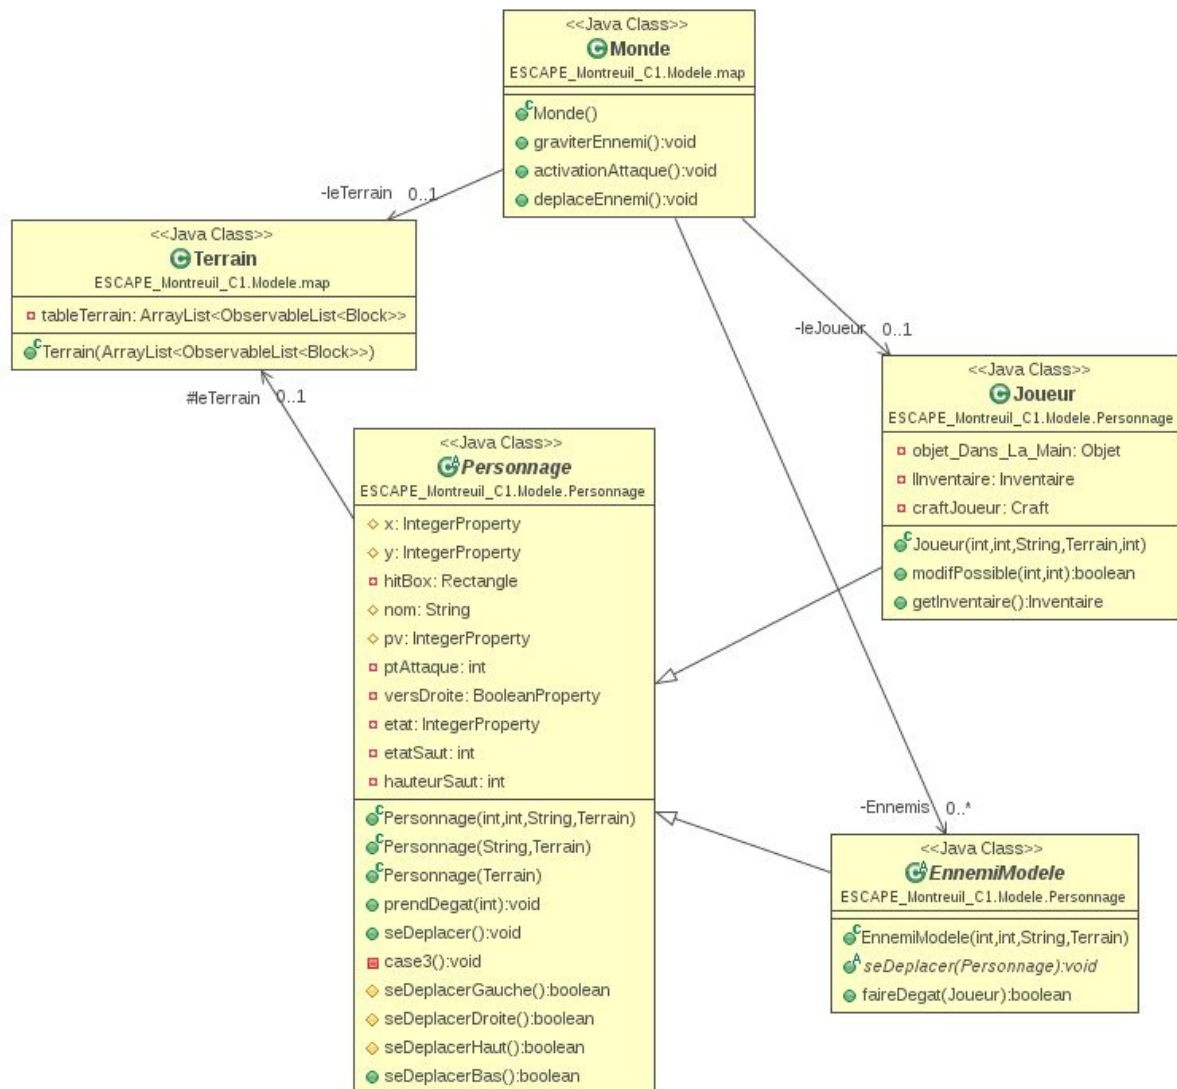 <<Java Class>>
Monde
ESCAPE_Montreuil_C1.Modele.map
Monde()
graviterEnnemi():void
activationAttaque():void
deplaceEnnemi():void
-leTerrain 0..1
<<Java Class>>
Terrain
ESCAPE_Montreuil_C1.Modele.map
tableTerrain: ArrayList<ObservableList<Block>>
Terrain(ArrayList<ObservableList<Block>>)
-leJoueur 0..1
<<Java Class>>
Joueur
ESCAPE_Montreuil_C1.Modele.Personnage
objet_Dans_La_Main: Objet
lInventaire: Inventaire
craftJoueur: Craft
Joueur(int,int,String,Terrain,int)
modifPossible(int,int):boolean
getInventaire():Inventaire
#leTerrain 0..1
<<Java Class>>
Personnage
ESCAPE_Montreuil_C1.Modele.Personnage
x: IntegerProperty
y: IntegerProperty
hitBox: Rectangle
nom: String
pv: IntegerProperty
ptAttaque: int
versDroite: BooleanProperty
etat: IntegerProperty
etatSaut: int
hauteurSaut: int
Personnage(int,int,String,Terrain)
Personnage(String,Terrain)
Personnage(Terrain)
prendDegat(int):void
seDeplacer():void
case3():void
seDeplacerGauche():boolean
seDeplacerDroite():boolean
seDeplacerHaut():boolean
seDeplacerBas():boolean
-Ennemis 0..*
<<Java Class>>
EnnemiModele
ESCAPE_Montreuil_C1.Modele.Personnage
EnnemiModele(int,int,String,Terrain)
seDeplacer(Personnage):void
faireDegat(Joueur):boolean